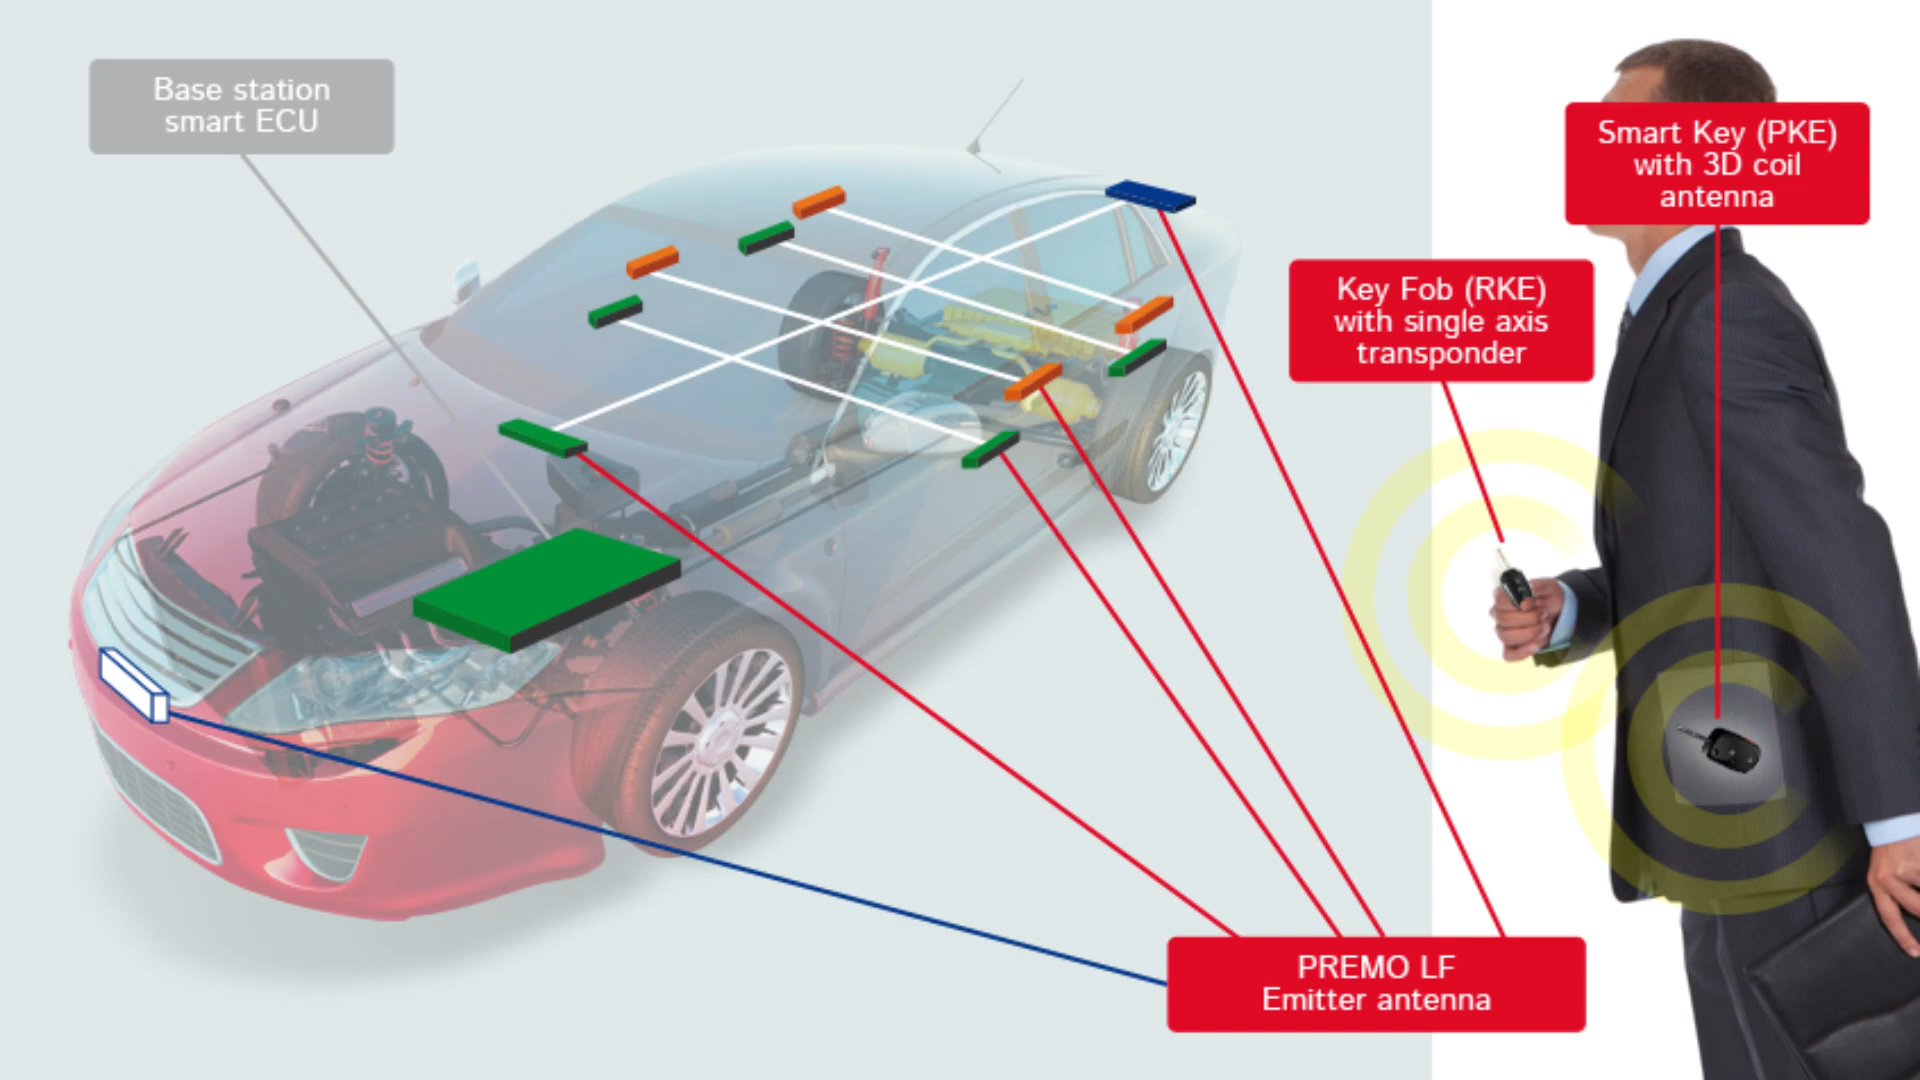 Base station
smart ECU
Smart Key (PKE)
with 3D coil
antenna
Key Fob (RKE)
with single axis
transponder
PREMO LF
Emitter antenna